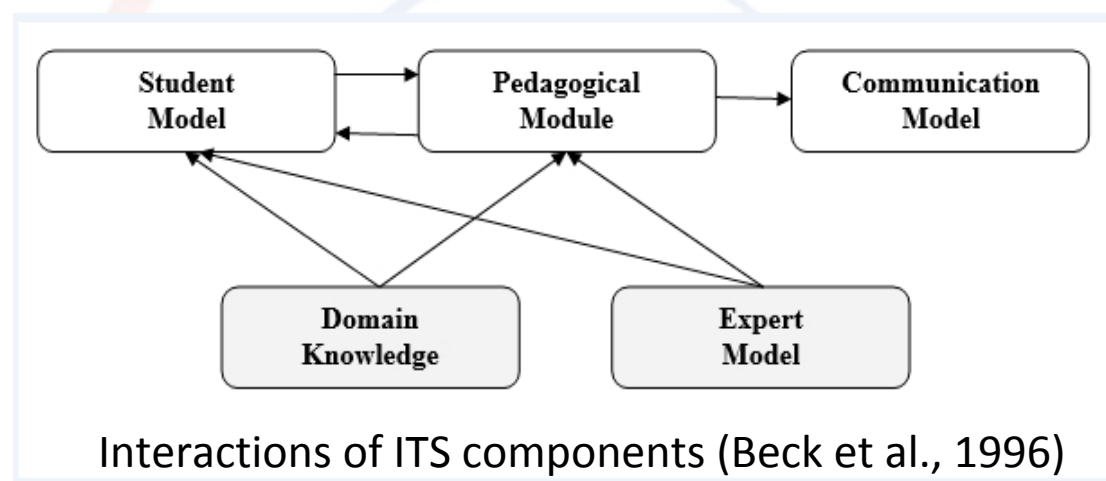 Student
Model
Pedagogical
Module
Communication
Model
Domain
Knowledge
Expert
Model
Interactions of ITS components (Beck et al., 1996)